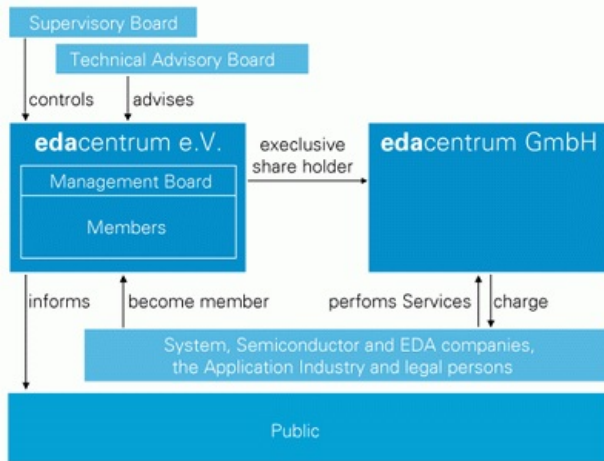 Supervisory Board
Technical Advisory Board
controls
advises
edacentrum e.V.
Management Board
Members
execlusive
share holder
edacentrum GmbH
informs
become member
perfoms Services
charge
System, Semiconductor and EDA companies,
the Application Industry and legal persons
Public